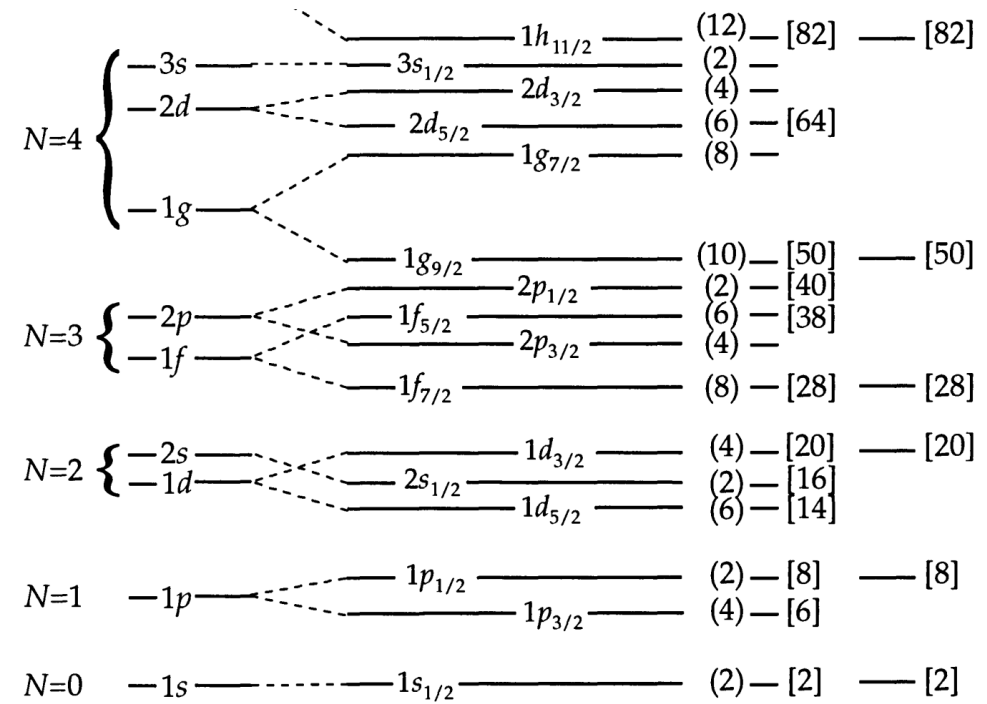 1h11/2 (12) [82] [82]
3s 3s1/2 (2)
2d3/2 (4)
2d
N=4 2d5/2 (6) [64]
1g7/2 (8)
1g
1g9/2 (10) [50] [50]
2p1/2 (2) [40]
2p 1f5/2 (6) [38]
N=3
1f 2p3/2 (4)
1f7/2 (8) [28] [28]
2s 1d3/2 (4) [20] [20]
N=2
1d 2s1/2 (2) [16]
1d5/2 (6) [14]
1p1/2 (2) [8] [8]
N=1 1p
1p3/2 (4) [6]
N=0 1s 1s1/2 (2) [2] [2]